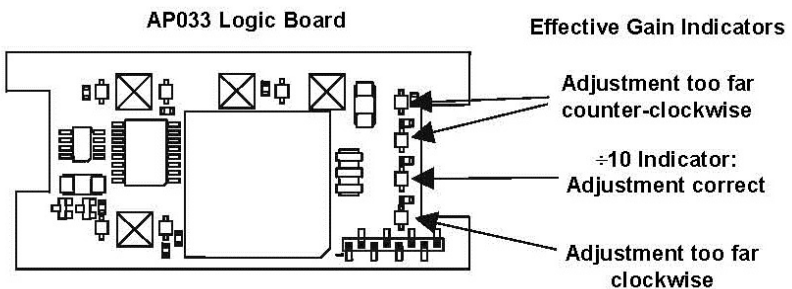 AP033 Logic Board
Effective Gain Indicators
Adjustment too far
counter-clockwise
÷10 Indicator:
Adjustment correct
Adjustment too far
clockwise